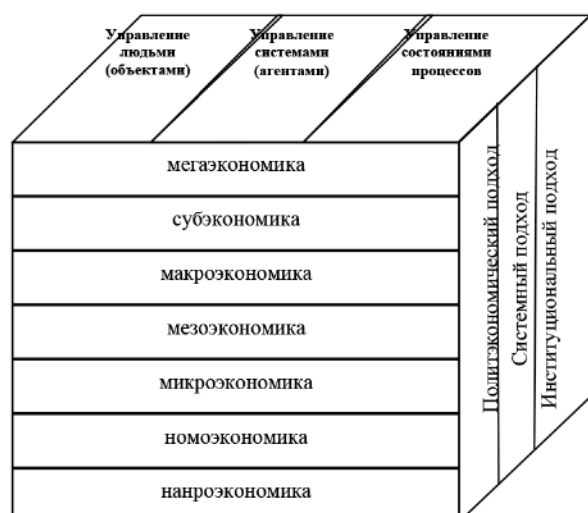 Управление
людьми
(объектами)
Управление
системами
(агентами)
Управление
состояниями
процессов
мегаэкономика
субэкономика
макроэкономика
мезоэкономика
микроэкономика
номоэкономика
нанроэкономика
Политэкономический подход
Системный подход
Институциональный подход